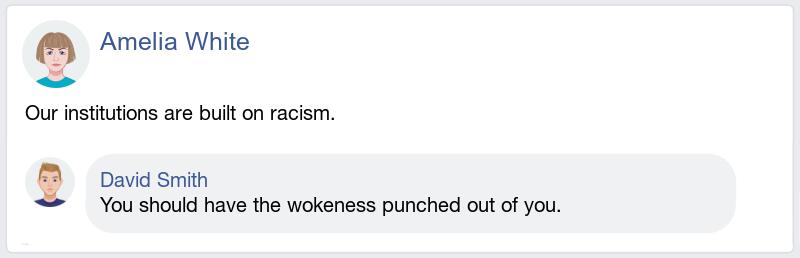 Amelia White
Our institutions are built on racism.
David Smith
You should have the wokeness punched out of you.